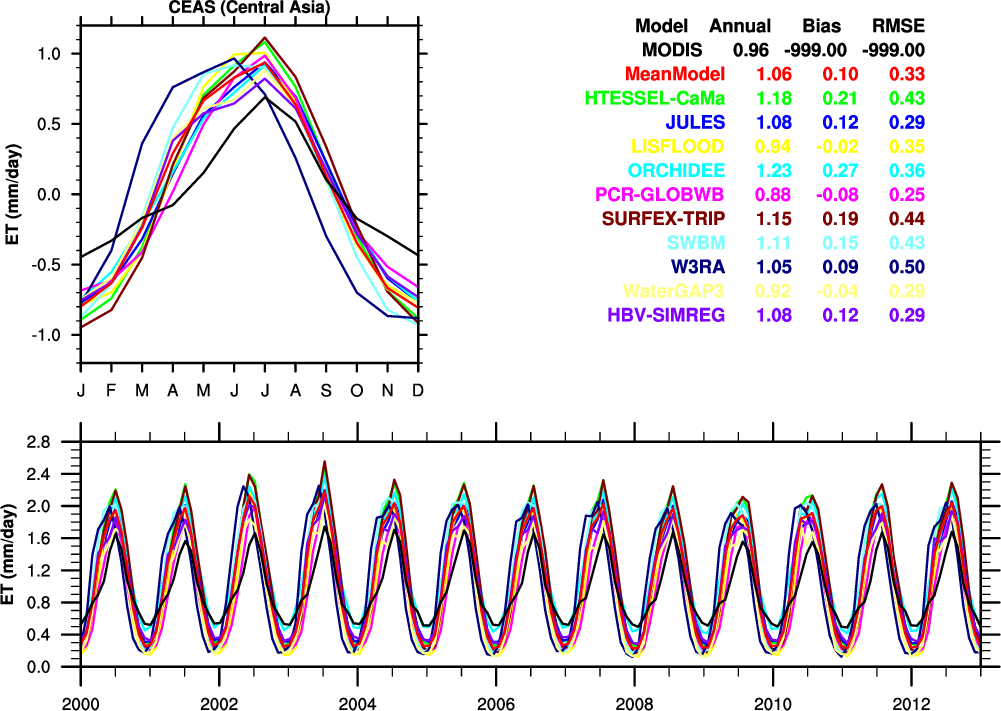 CEAS (Central Asia)
ET (mm/day)
1.0
0.5
0.0
-0.5
-1.0
J F M A M J J A S O N D
Model Annual Bias RMSE
MODIS 0.96 -999.00 -999.00
MeanModel 1.06 0.10 0.33
HTESSEL-CaMa 1.18 0.21 0.43
JULES 1.08 0.12 0.29
LISFLOOD 0.94 -0.02 0.35
ORCHIDEE 1.23 0.27 0.36
PCR-GLOBWB 0.88 -0.08 0.25
SURFEX-TRIP 1.15 0.19 0.44
SWBM 1.11 0.15 0.43
W3RA 1.05 0.09 0.50
WaterGAP3 0.92 -0.04 0.29
HBV-SIMREG 1.08 0.12 0.29
ET (mm/day)
2.8
2.4
2.0
1.6
1.2
0.8
0.4
0.0
2000 2002 2004 2006 2008 2010 2012